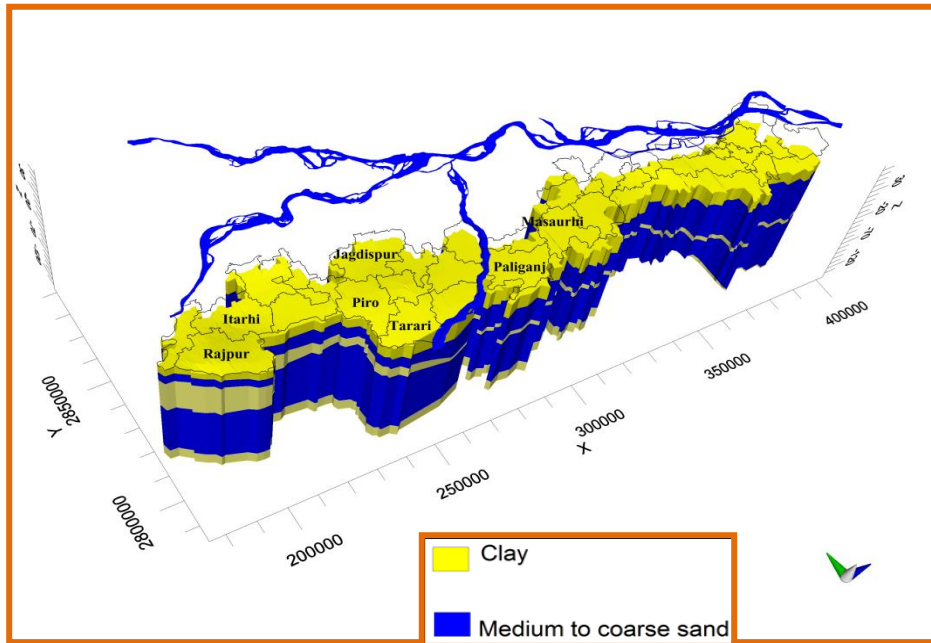 Masaurhi
Jagdispur
Paliganj
Piro
Itarhi
Tarari
Rajpur
Z
Y
X
2850000
2800000
200000
250000
300000
350000
400000
Clay
Medium to coarse sand